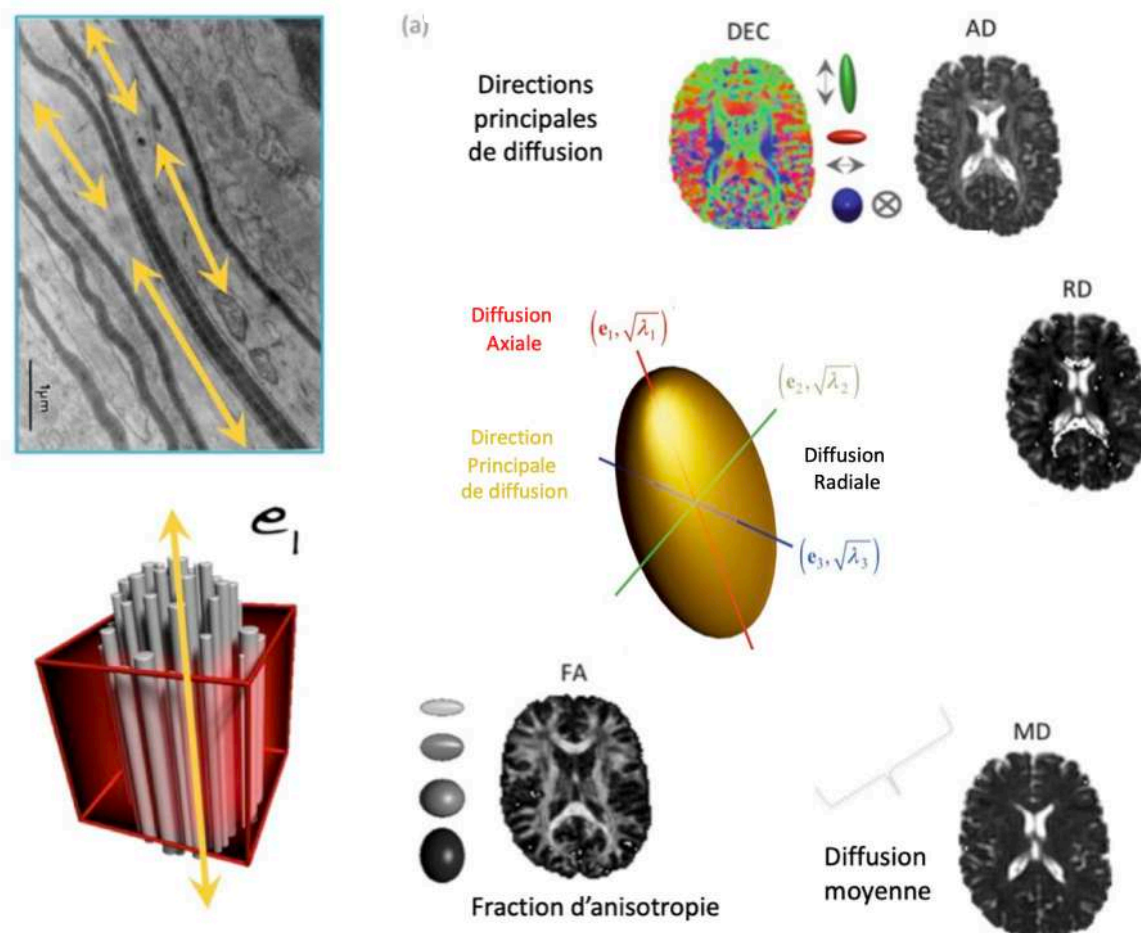 (a)
DEC
AD
Directions
principales
de diffusion
1µm
RD
Diffusion
Axiale
(e₁, √λ₁)
(e₂, √λ₂)
Direction
Principale
de diffusion
Diffusion
Radiale
(e₃, √λ₃)
e₁
FA
MD
Diffusion
moyenne
Fraction d'anisotropie